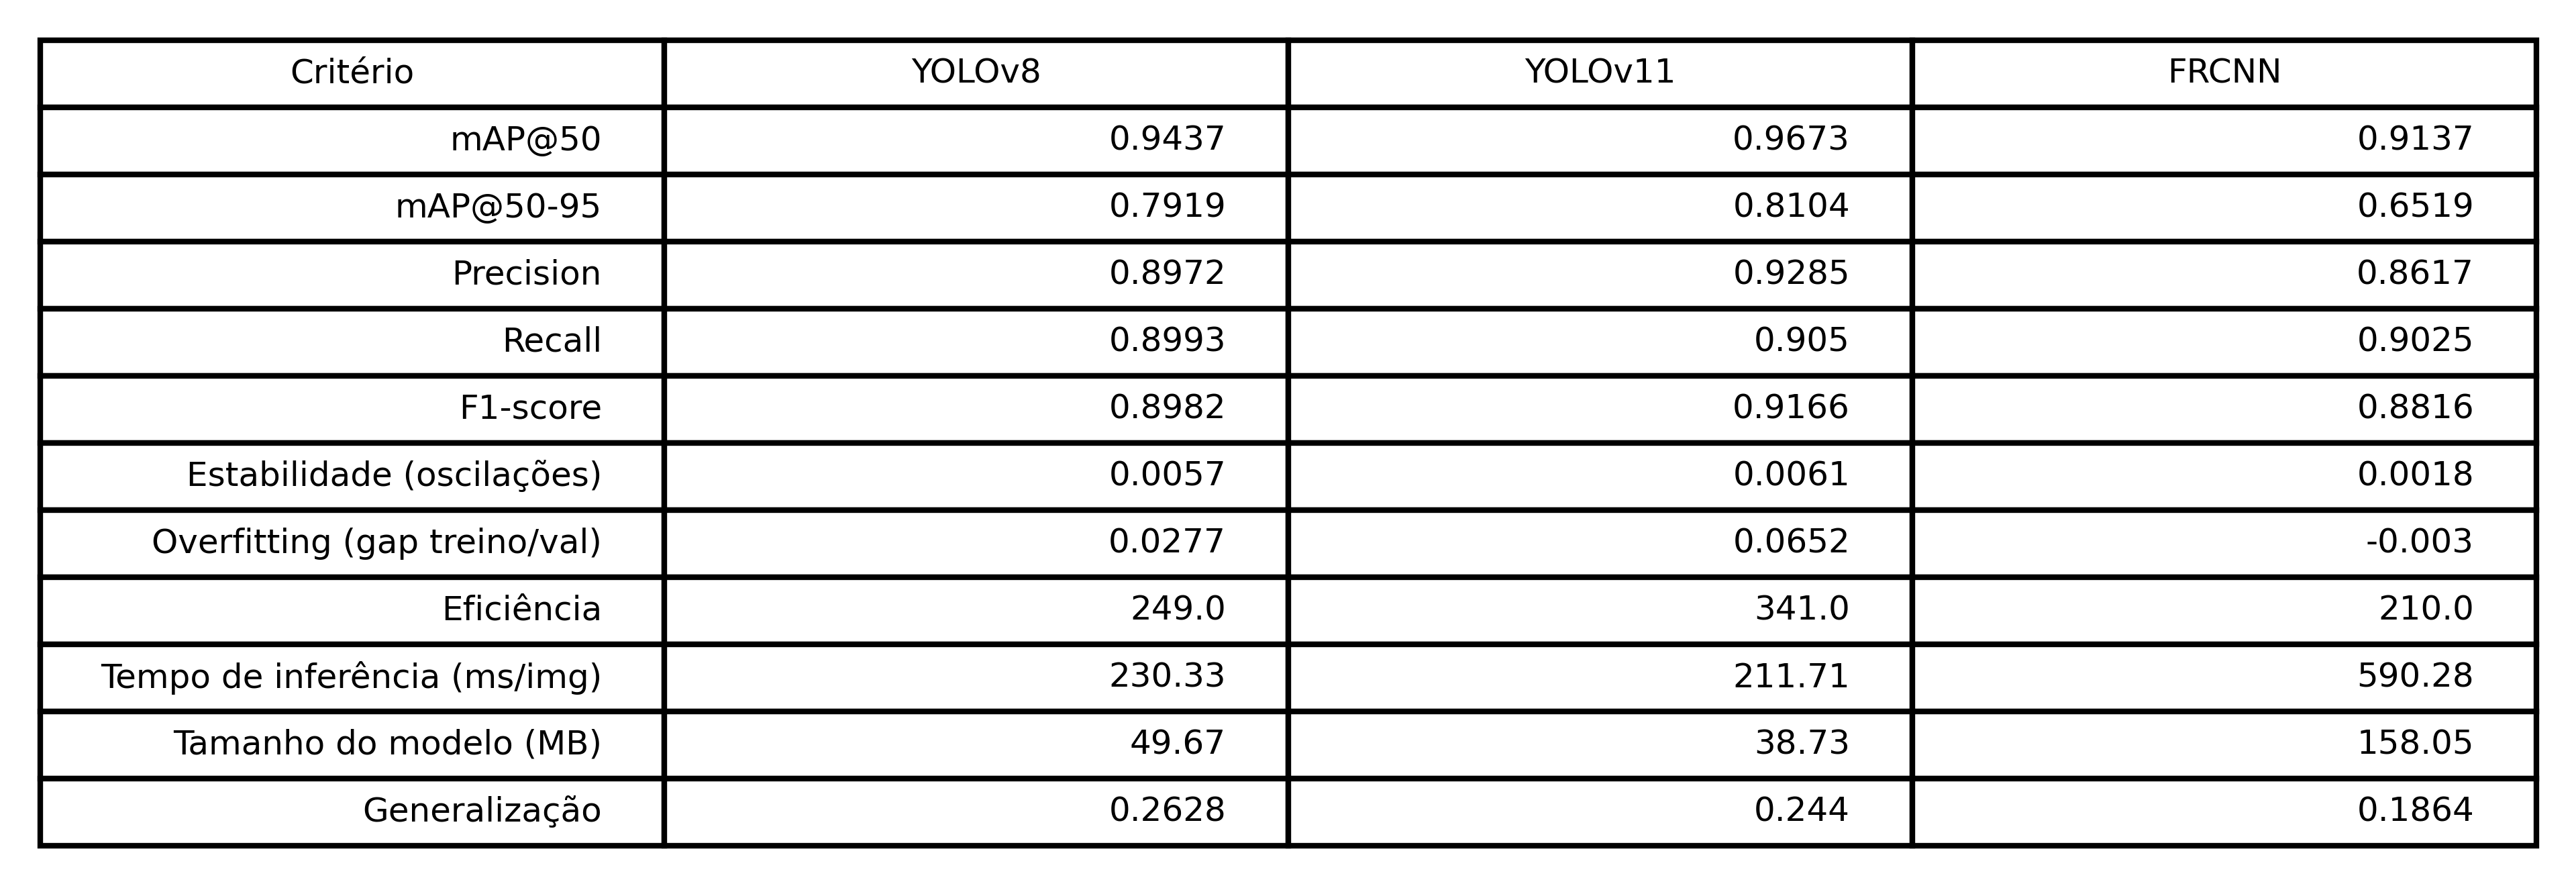 Critério YOLOv8 YOLOv11 FRCNN
mAP@50 0.9437 0.9673 0.9137
mAP@50-95 0.7919 0.8104 0.6519
Precision 0.8972 0.9285 0.8617
Recall 0.8993 0.905 0.9025
F1-score 0.8982 0.9166 0.8816
Estabilidade (oscilações) 0.0057 0.0061 0.0018
Overfitting (gap treino/val) 0.0277 0.0652 -0.003
Eficiência 249.0 341.0 210.0
Tempo de inferência (ms/img) 230.33 211.71 590.28
Tamanho do modelo (MB) 49.67 38.73 158.05
Generalização 0.2628 0.244 0.1864